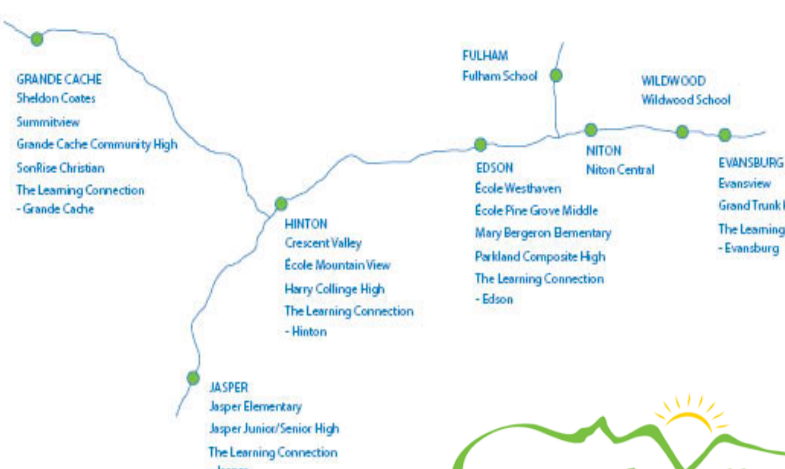 GRANDE CACHE
Sheldon Coates
Summitview
Grande Cache Community High
SonRise Christian
The Learning Connection
- Grande Cache
HINTON
Crescent Valley
École Mountain View
Harry Collinge High
The Learning Connection
- Hinton
JASPER
Jasper Elementary
Jasper Junior/Senior High
The Learning Connection
FULHAM
Fulham School
EDSON
École Westhaven
École Pine Grove Middle
Mary Bergeron Elementary
Parkland Composite High
The Learning Connection
- Edson
NITON
Niton Central
WILDWOOD
Wildwood School
EVANSBURG
Evansview
Grand Trunk
The Learning
- Evansburg